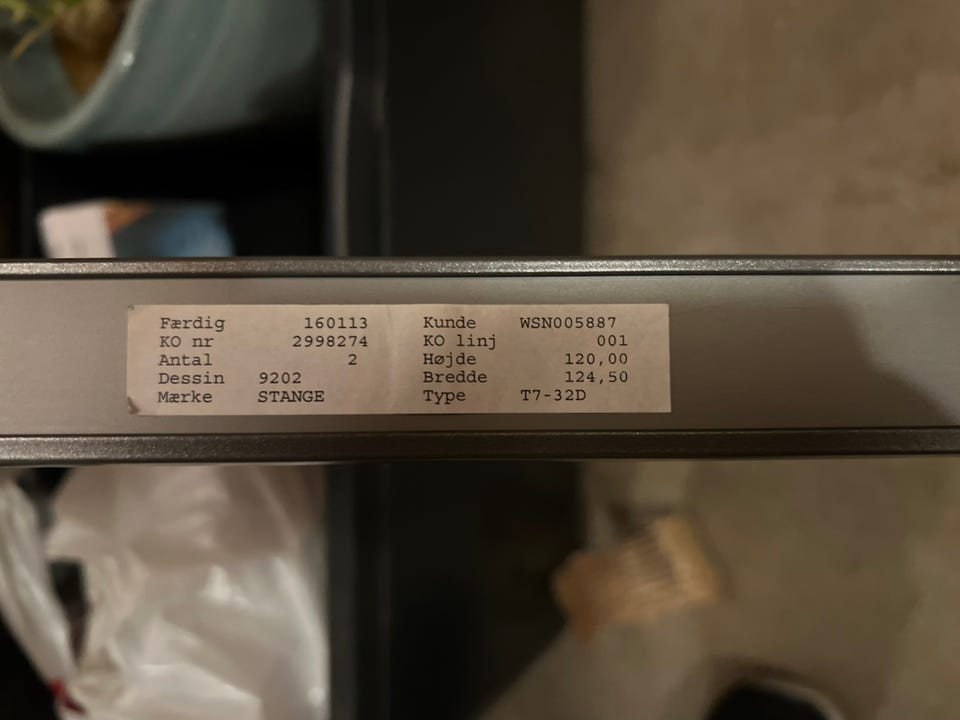 Færdig 160113 Kunde WSN005887
KO nr 2998274 KO linj 001
Antal 2 Højde 120,00
Dessin 9202 Bredde 124,50
Mærke STANGE Type T7-32D